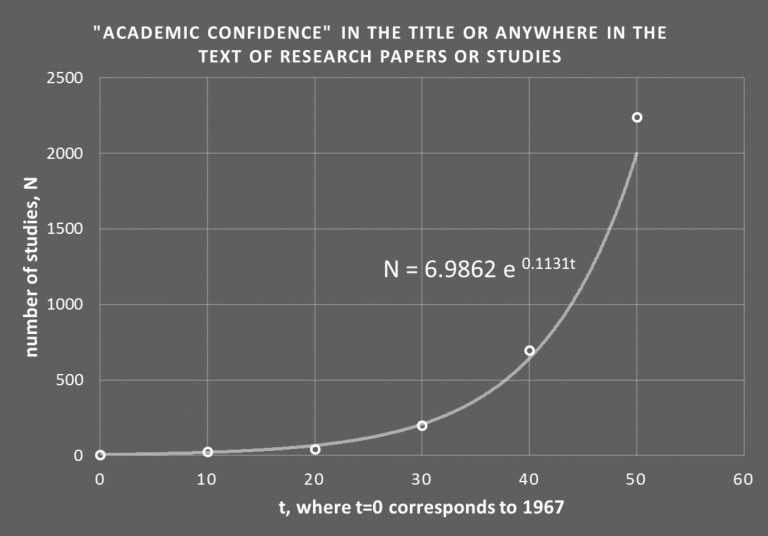 "ACADEMIC CONFIDENCE" IN THE TITLE OR ANYWHERE IN THE
TEXT OF RESEARCH PAPERS OR STUDIES
2500
2000
1500
1000
500
0
number of studies, N
N = 6.9862 e 0.1131t
0 10 20 30 40 50 60
t, where t=0 corresponds to 1967